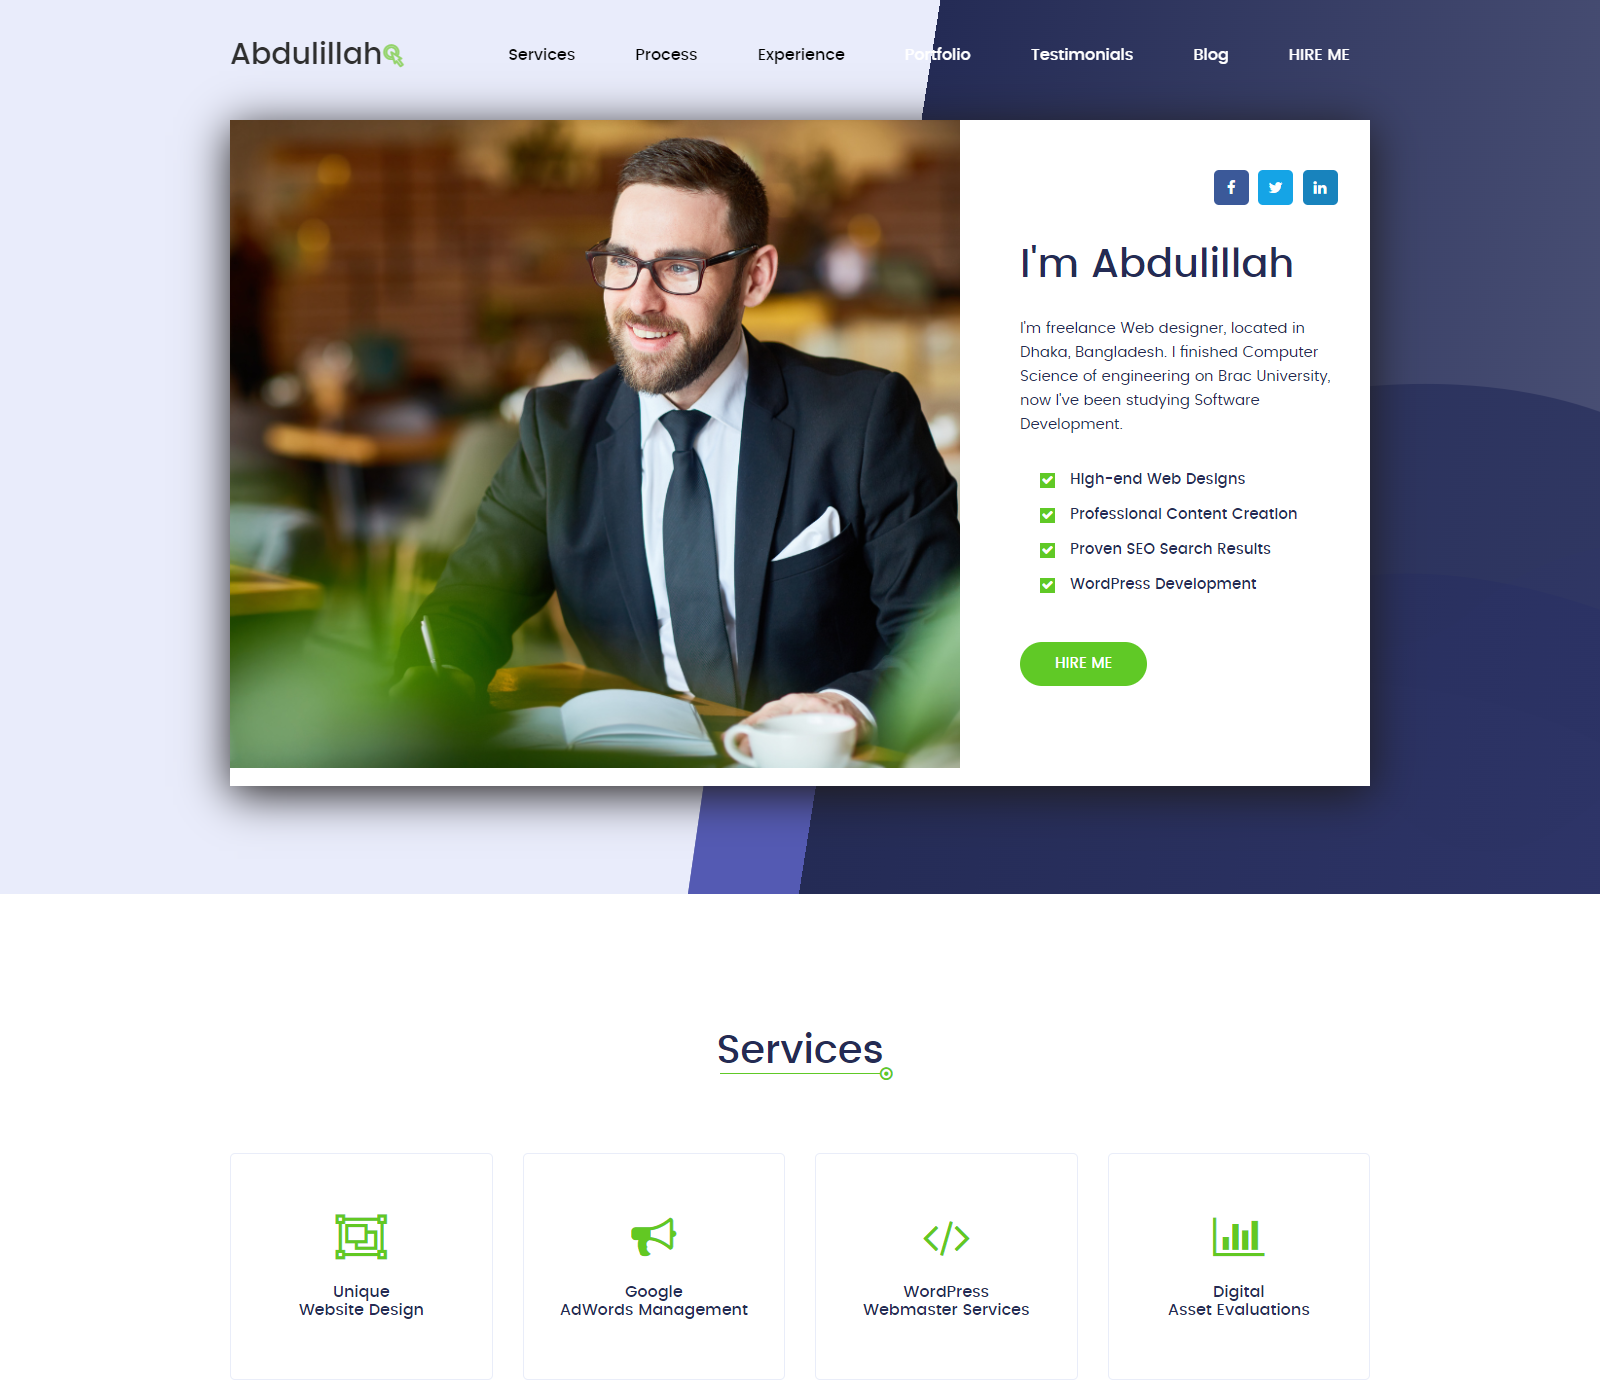 Abdulillah
Services Process Experience Portfolio Testimonials Blog HIRE ME
I'm Abdulillah
I'm freelance Web designer, located in
Dhaka, Bangladesh. I finished Computer
Science of engineering on Brac University,
now I've been studying Software
Development.
High-end Web Designs
Professional Content Creation
Proven SEO Search Results
WordPress Development
HIRE ME
Services
Unique
Website Design
Google
AdWords Management
WordPress
Webmaster Services
Digital
Asset Evaluations